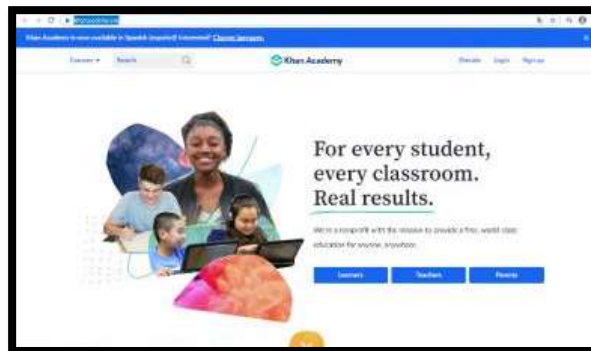 khanacademy.org
Khan Academy is now available in Spanish (español)! Interested? Change language.
Courses
Search
Khan Academy
Donate
Login
Sign up
For every student,
every classroom.
Real results.
We're a nonprofit with the mission to provide a free, world-class
education for anyone, anywhere.
Learners
Teachers
Parents